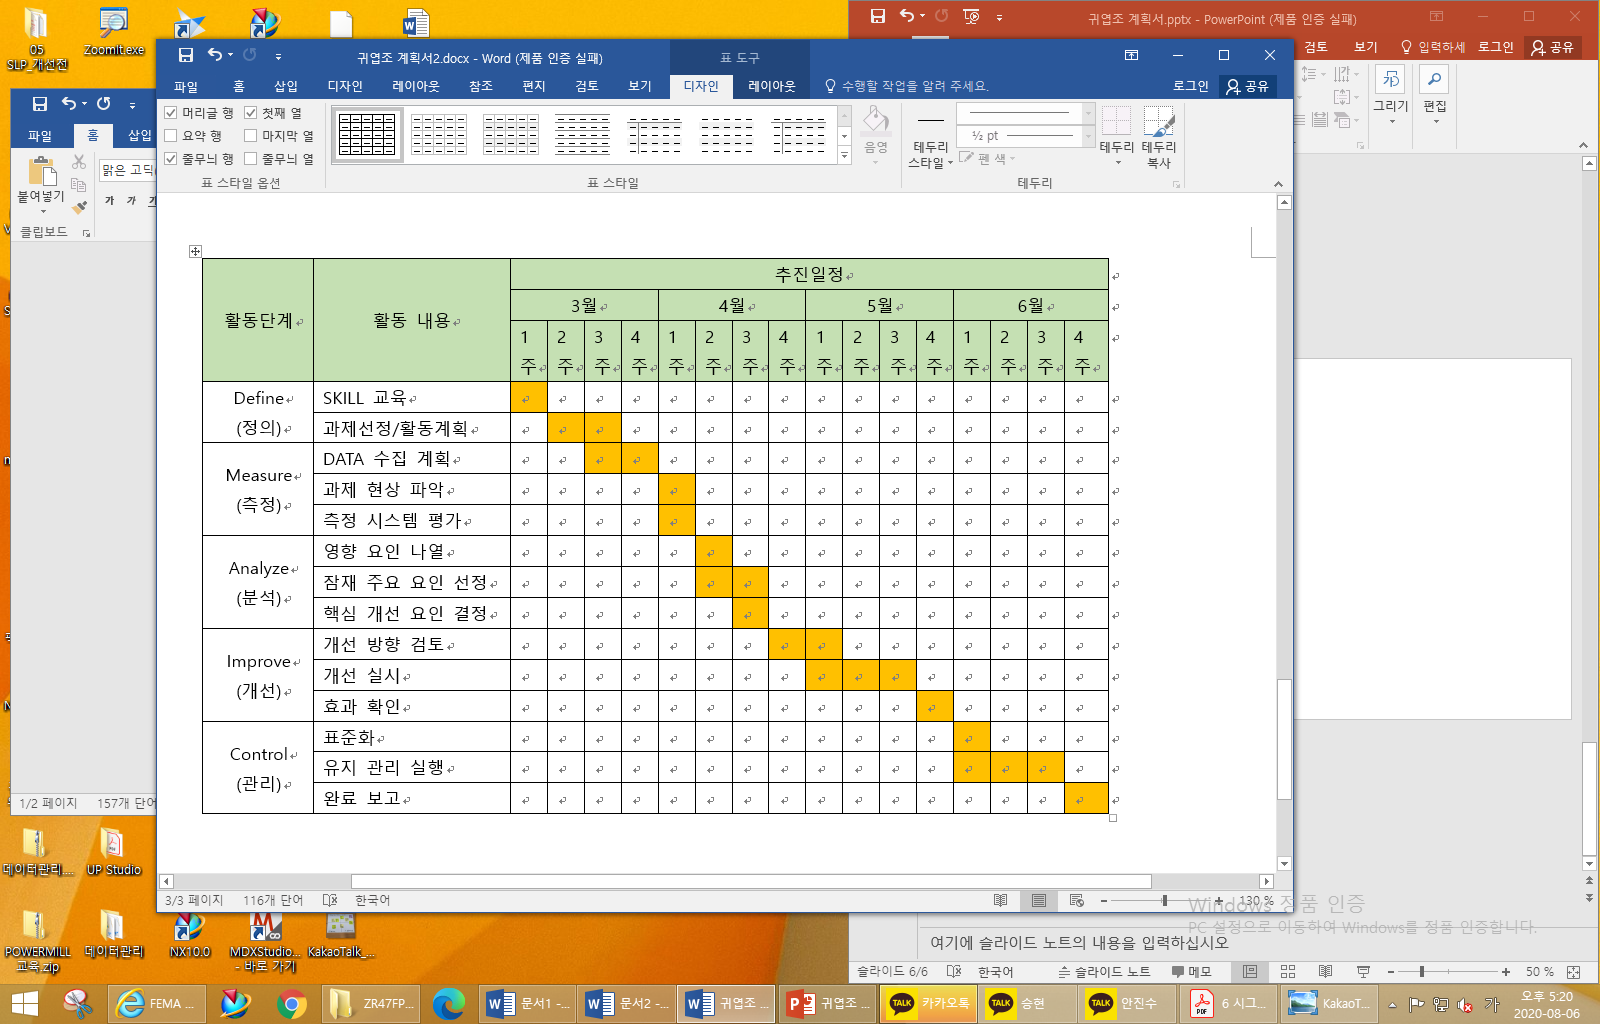 05
SLP_개선전
ZoomIt.exe
귀엽조 계획서.pptx - PowerPoint (제품 인증 실패)
검토 보기 입력하세 로그인 공유
그리기
편집
귀엽조 계획서2.docx - Word (제품 인증 실패)
표 도구
파일 홈 삽입 디자인 레이아웃 참조 편지 검토 보기 디자인 레이아웃 수행할 작업을 알려 주세요. 로그인 공유
머리글 행 첫째 열
요약 행 마지막 열
줄무늬 행 줄무늬 열
표 스타일 옵션
표 스타일
음영
테두리
스타일
½ pt
펜 색
테두리
테두리
복사
테두리
파일 홈 삽입
붙여넣기
맑은 고딕
가 가 가
클립보드
활동단계 활동 내용 추진일정
3월 4월 5월 6월
1주 2주 3주 4주 1주 2주 3주 4주 1주 2주 3주 4주 1주 2주 3주 4주
Define
(정의)
SKILL 교육
과제선정/활동계획
Measure
(측정)
DATA 수집 계획
과제 현상 파악
측정 시스템 평가
Analyze
(분석)
영향 요인 나열
잠재 주요 요인 선정
핵심 개선 요인 결정
Improve
(개선)
개선 방향 검토
개선 실시
효과 확인
Control
(관리)
표준화
유지 관리 실행
완료 보고
1/2 페이지 157개 단어
3/3 페이지 116개 단어 한국어
130 %
Windows 정품 인증
PC 설정으로 이동하여 Windows를 정품 인증합니다.
여기에 슬라이드 노트의 내용을 입력하십시오
슬라이드 6/6 한국어 슬라이드 노트 메모 50 %
데이터관리....
UP Studio
POWERMILL
교육.zip
데이터관리
NX10.0
MDXStudio...
- 바로 가기
KakaoTalk_...
FEMA ...
ZR47FP...
문서1 -...
문서2 -...
귀엽조 ...
귀엽조 ...
TALK 카카오톡
TALK 승현
TALK 안진수
PDF 6 시그...
KakaoT...
가
오후 5:20
2020-08-06